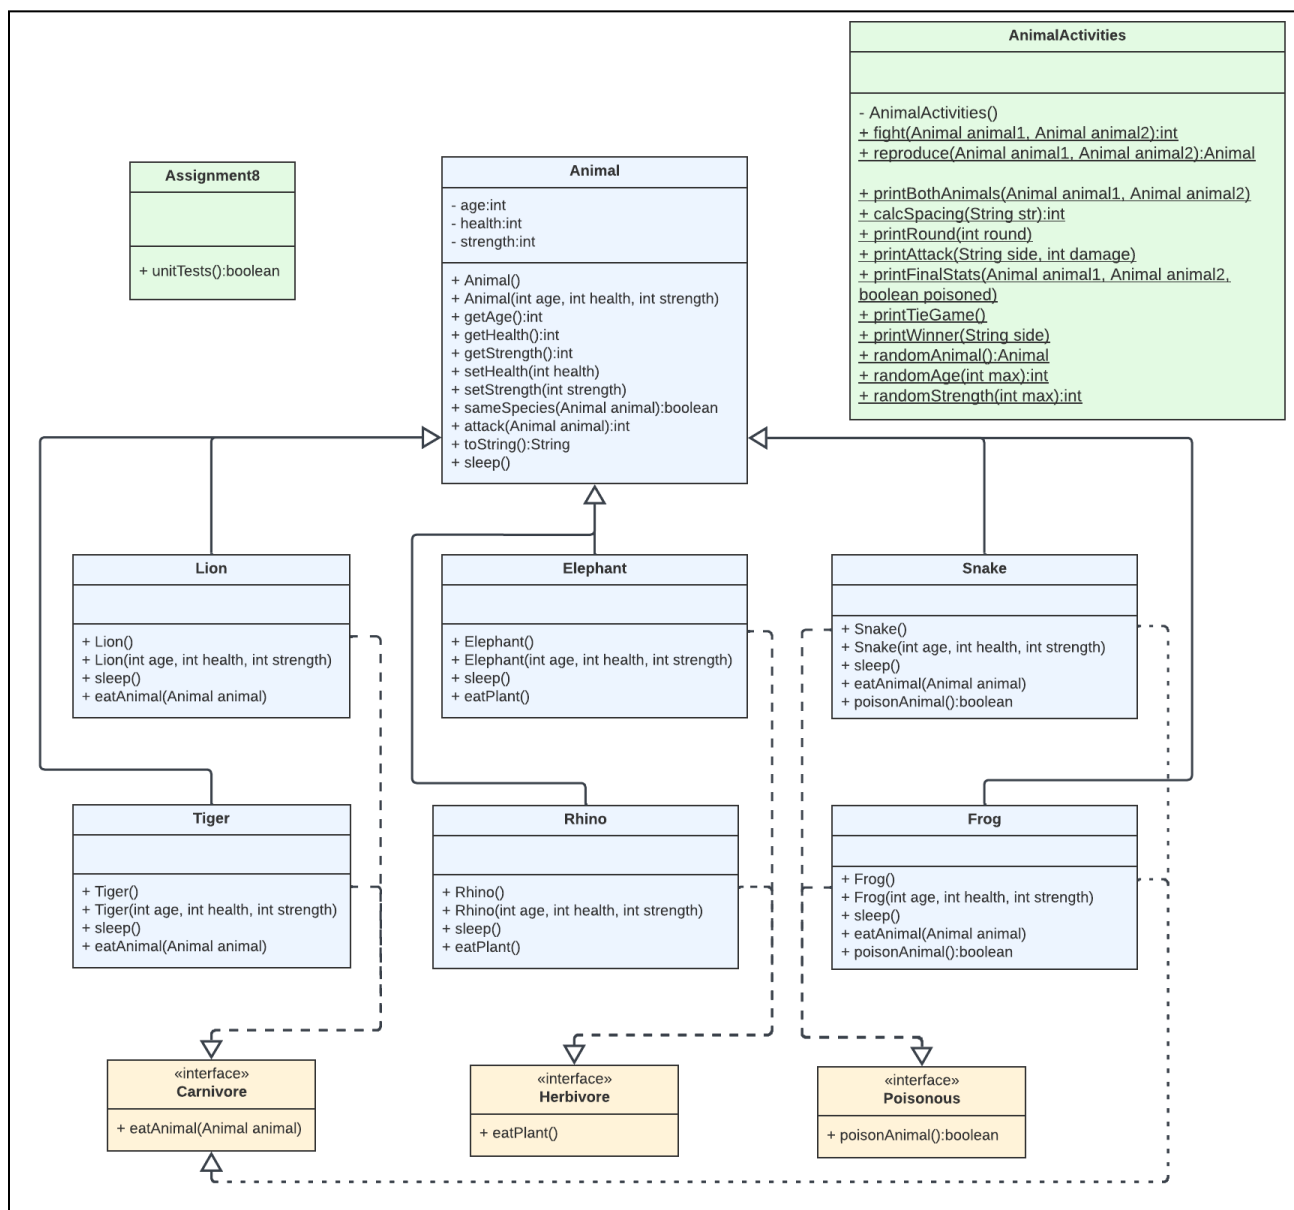 AnimalActivities
- AnimalActivities()
+ fight(Animal animal1, Animal animal2):int
+ reproduce(Animal animal1, Animal animal2):Animal
+ printBothAnimals(Animal animal1, Animal animal2)
+ calcSpacing(String str):int
+ printRound(int round)
+ printAttack(String side, int damage)
+ printFinalStats(Animal animal1, Animal animal2,
boolean poisoned)
+ printTieGame()
+ printWinner(String side)
+ randomAnimal():Animal
+ randomAge(int max):int
+ randomStrength(int max):int
Assignment8
+ unitTests():boolean
Animal
- age:int
- health:int
- strength:int
+ Animal()
+ Animal(int age, int health, int strength)
+ getAge():int
+ getHealth():int
+ getStrength():int
+ setHealth(int health)
+ setStrength(int strength)
+ sameSpecies(Animal animal):boolean
+ attack(Animal animal):int
+ toString():String
+ sleep()
Lion
+ Lion()
+ Lion(int age, int health, int strength)
+ sleep()
+ eatAnimal(Animal animal)
Elephant
+ Elephant()
+ Elephant(int age, int health, int strength)
+ sleep()
+ eatPlant()
Snake
+ Snake()
+ Snake(int age, int health, int strength)
+ sleep()
+ eatAnimal(Animal animal)
+ poisonAnimal():boolean
Tiger
+ Tiger()
+ Tiger(int age, int health, int strength)
+ sleep()
+ eatAnimal(Animal animal)
Rhino
+ Rhino()
+ Rhino(int age, int health, int strength)
+ sleep()
+ eatPlant()
Frog
+ Frog()
+ Frog(int age, int health, int strength)
+ sleep()
+ eatAnimal(Animal animal)
+ poisonAnimal():boolean
«interface»
Carnivore
+ eatAnimal(Animal animal)
«interface»
Herbivore
+ eatPlant()
«interface»
Poisonous
+ poisonAnimal():boolean